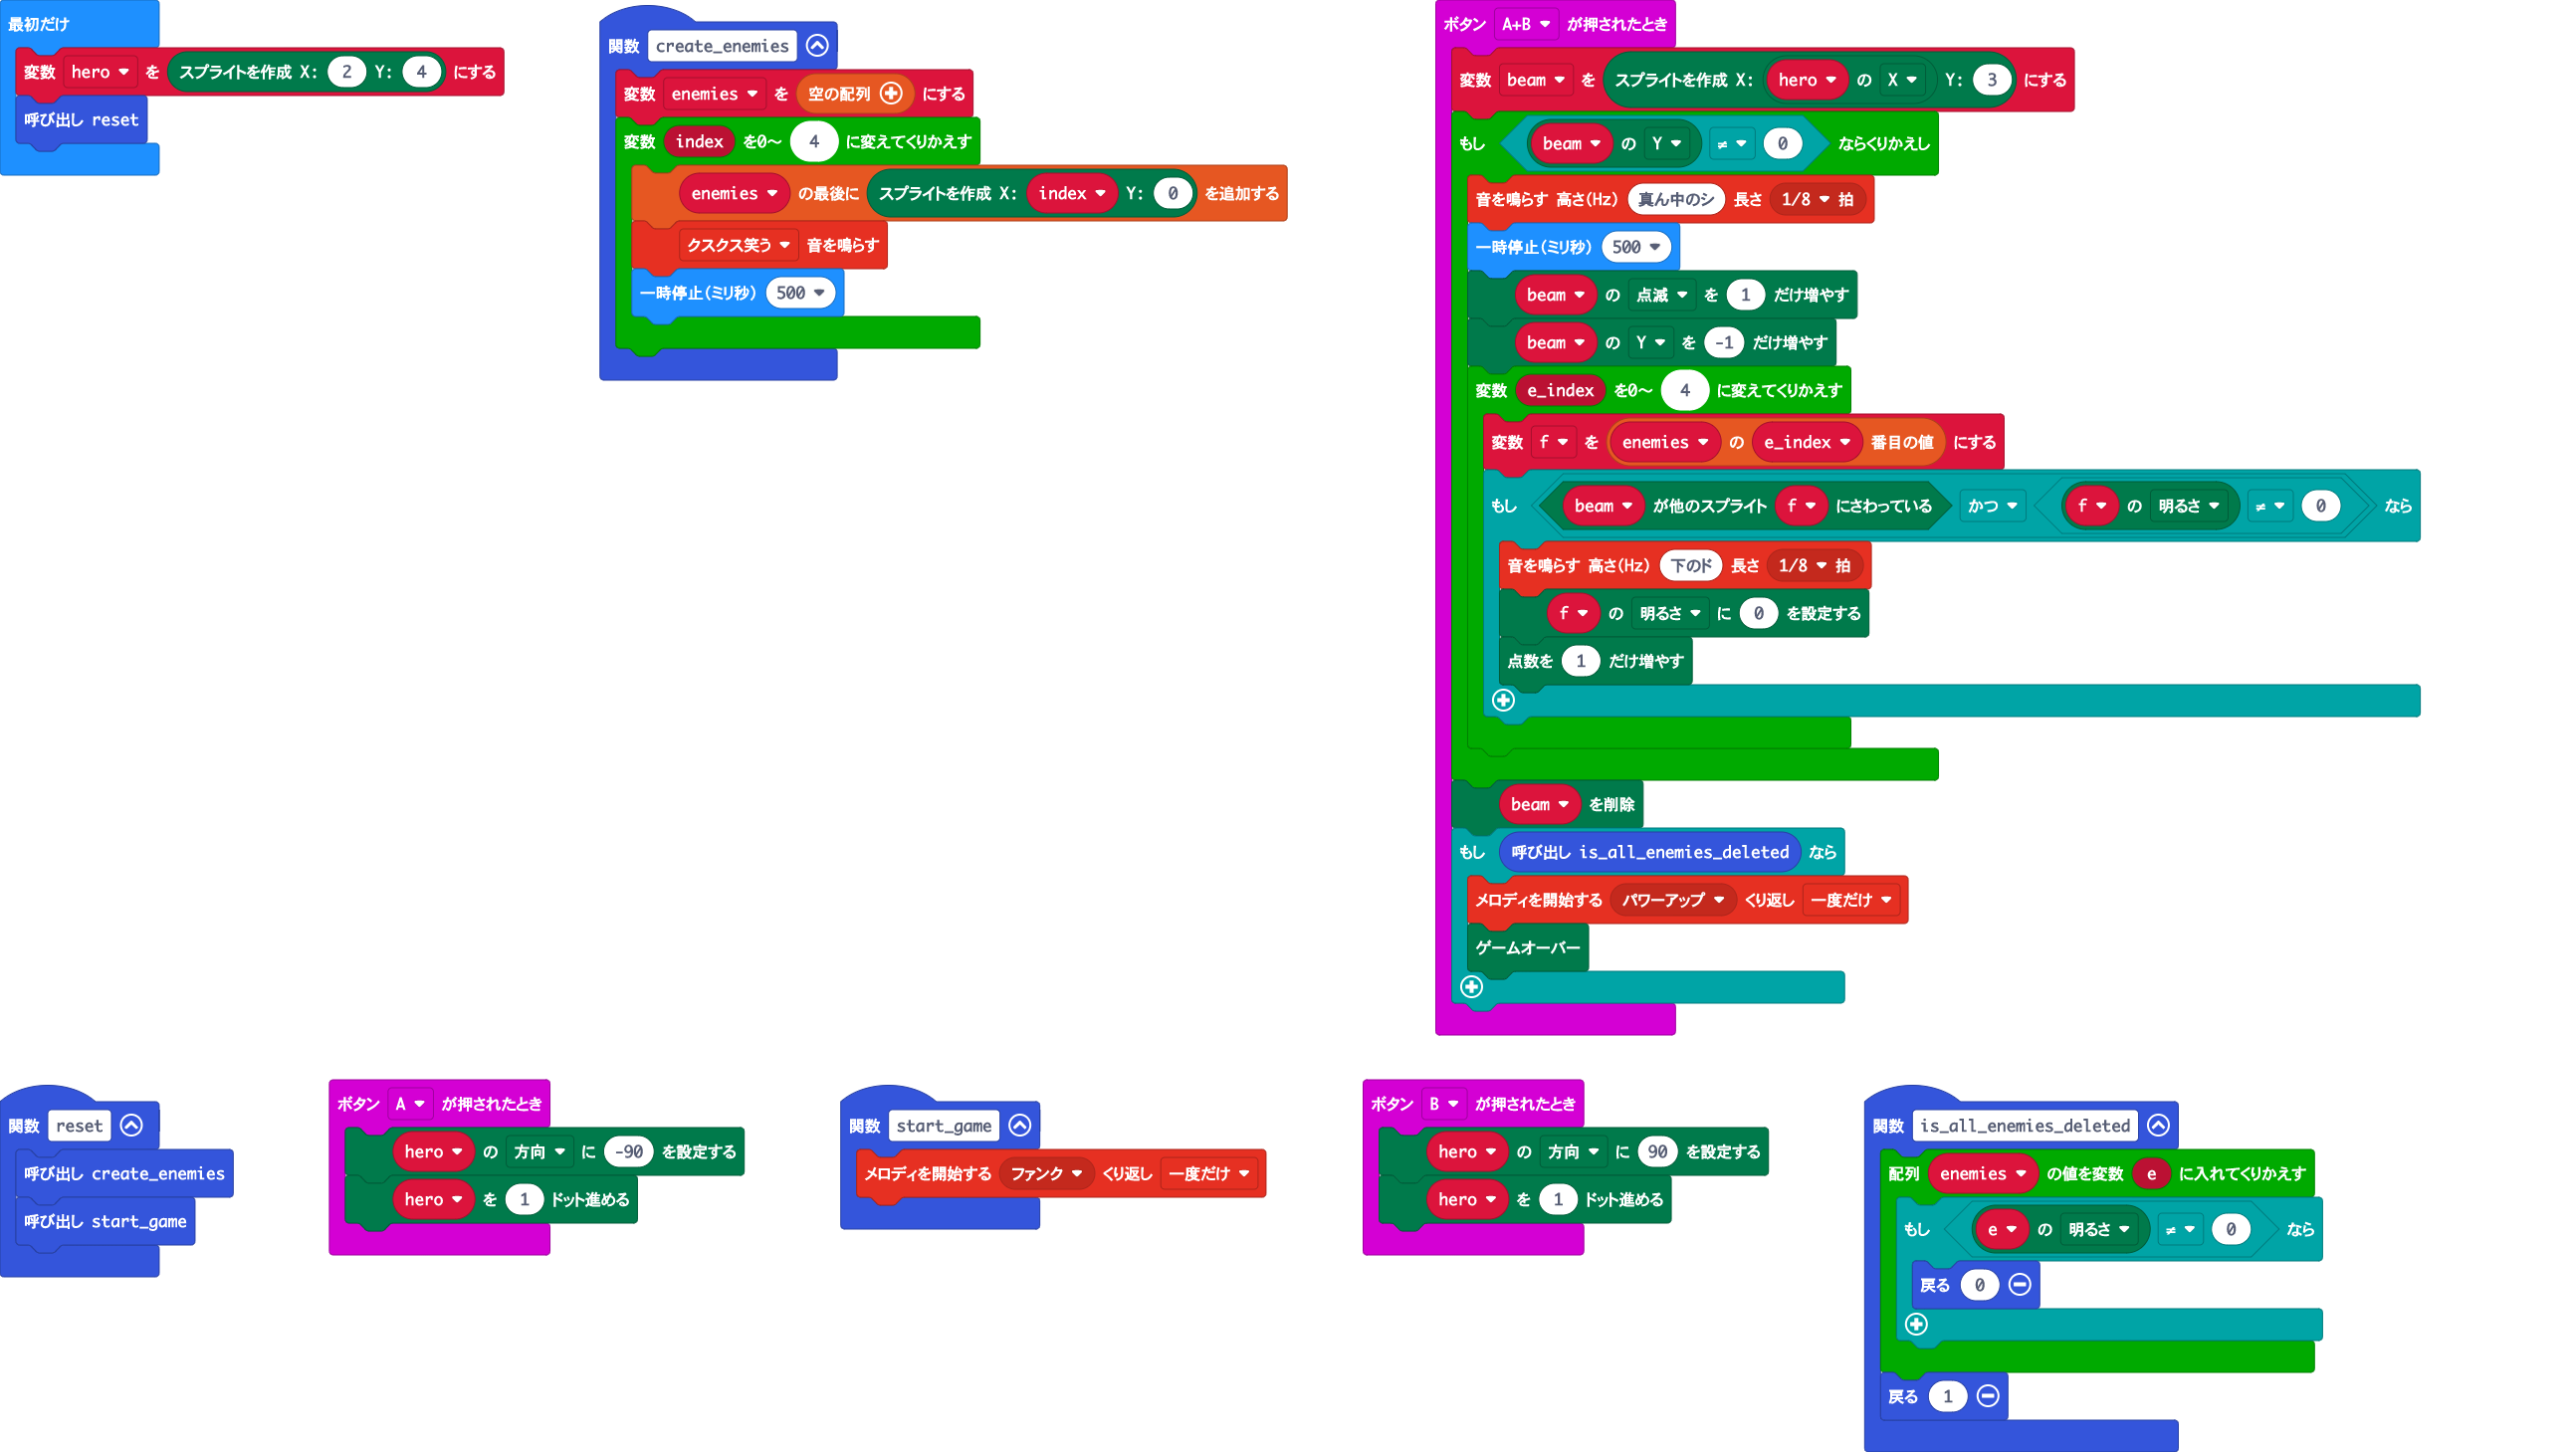 最初だけ
変数 hero を スプライトを作成 X: 2 Y: 4 にする
呼び出し reset
関数 create_enemies
変数 enemies を 空の配列 にする
変数 index を0〜 4 に変えてくりかえす
enemies の最後に スプライトを作成 X: index Y: 0 を追加する
クスクス笑う 音を鳴らす
一時停止(ミリ秒) 500
ボタン A+B が押されたとき
変数 beam を スプライトを作成 X: hero の X Y: 3 にする
もし beam の Y ≠ 0 ならくりかえし
音を鳴らす 高さ(Hz) 真ん中のシ 長さ 1/8 拍
一時停止(ミリ秒) 500
beam の 点滅 を 1 だけ増やす
beam の Y を -1 だけ増やす
変数 e_index を0〜 4 に変えてくりかえす
変数 f を enemies の e_index 番目の値 にする
もし beam が他のスプライト f にさわっている かつ f の 明るさ ≠ 0 なら
音を鳴らす 高さ(Hz) 下のド 長さ 1/8 拍
f の 明るさ に 0 を設定する
点数を 1 だけ増やす
beam を削除
もし 呼び出し is_all_enemies_deleted なら
メロディを開始する パワーアップ くり返し 一度だけ
ゲームオーバー
関数 reset
呼び出し create_enemies
呼び出し start_game
ボタン A が押されたとき
hero の 方向 に -90 を設定する
hero を 1 ドット進める
関数 start_game
メロディを開始する ファンク くり返し 一度だけ
ボタン B が押されたとき
hero の 方向 に 90 を設定する
hero を 1 ドット進める
関数 is_all_enemies_deleted
配列 enemies の値を変数 e に入れてくりかえす
もし e の 明るさ ≠ 0 なら
戻る 0
戻る 1